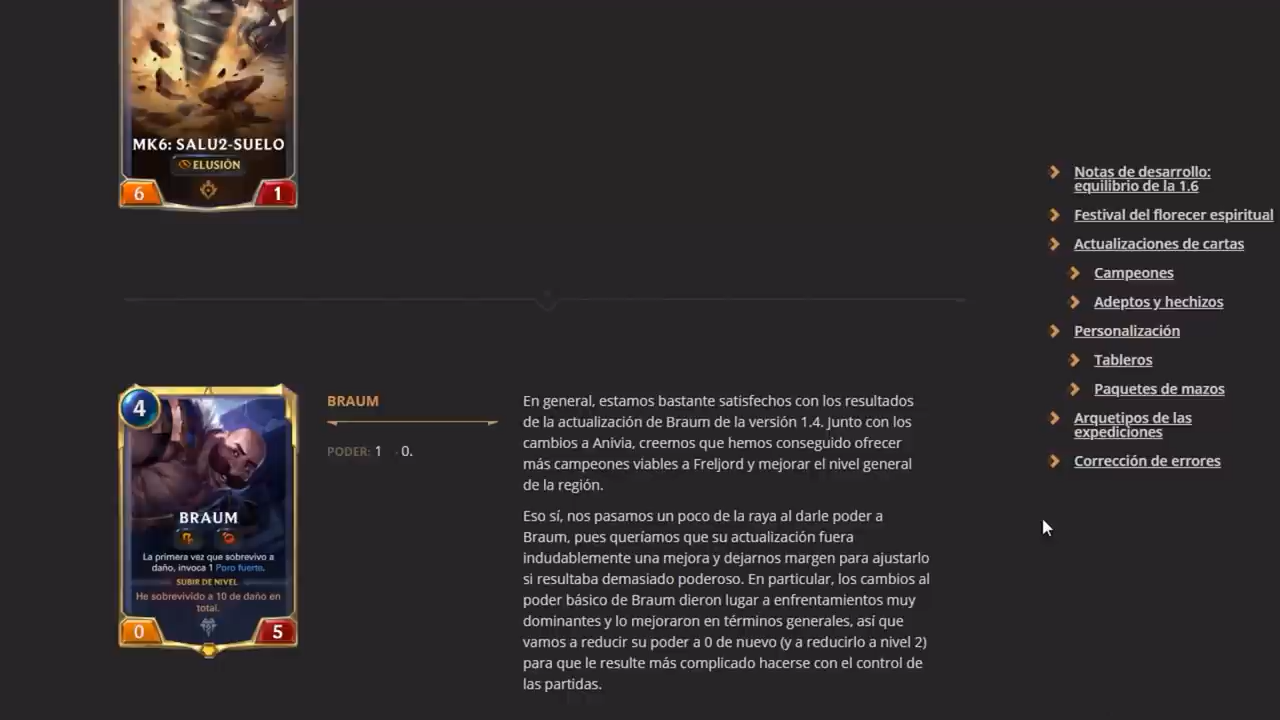 MK6: SALU2-SUELO
ELUSIÓN
6
1
Notas de desarrollo:
equilibrio de la 1.6
Festival del florecer espiritual
Actualizaciones de cartas
Campeones
Adeptos y hechizos
Personalización
Tableros
Paquetes de mazos
Arquetipos de las
expediciones
Corrección de errores
4
BRAUM
La primera vez que sobrevivo a
daño, invoca 1 Poro fuerte.
SUBIR DE NIVEL
He sobrevivido a 10 de daño en
total.
0
5
BRAUM
PODER: 1 0.
En general, estamos bastante satisfechos con los resultados
de la actualización de Braum de la versión 1.4. Junto con los
cambios a Anivia, creemos que hemos conseguido ofrecer
más campeones viables a Freljord y mejorar el nivel general
de la región.
Eso sí, nos pasamos un poco de la raya al darle poder a
Braum, pues queríamos que su actualización fuera
indudablemente una mejora y dejarnos margen para ajustarlo
si resultaba demasiado poderoso. En particular, los cambios al
poder básico de Braum dieron lugar a enfrentamientos muy
dominantes y lo mejoraron en términos generales, así que
vamos a reducir su poder a 0 de nuevo (y a reducirlo a nivel 2)
para que le resulte más complicado hacerse con el control de
las partidas.